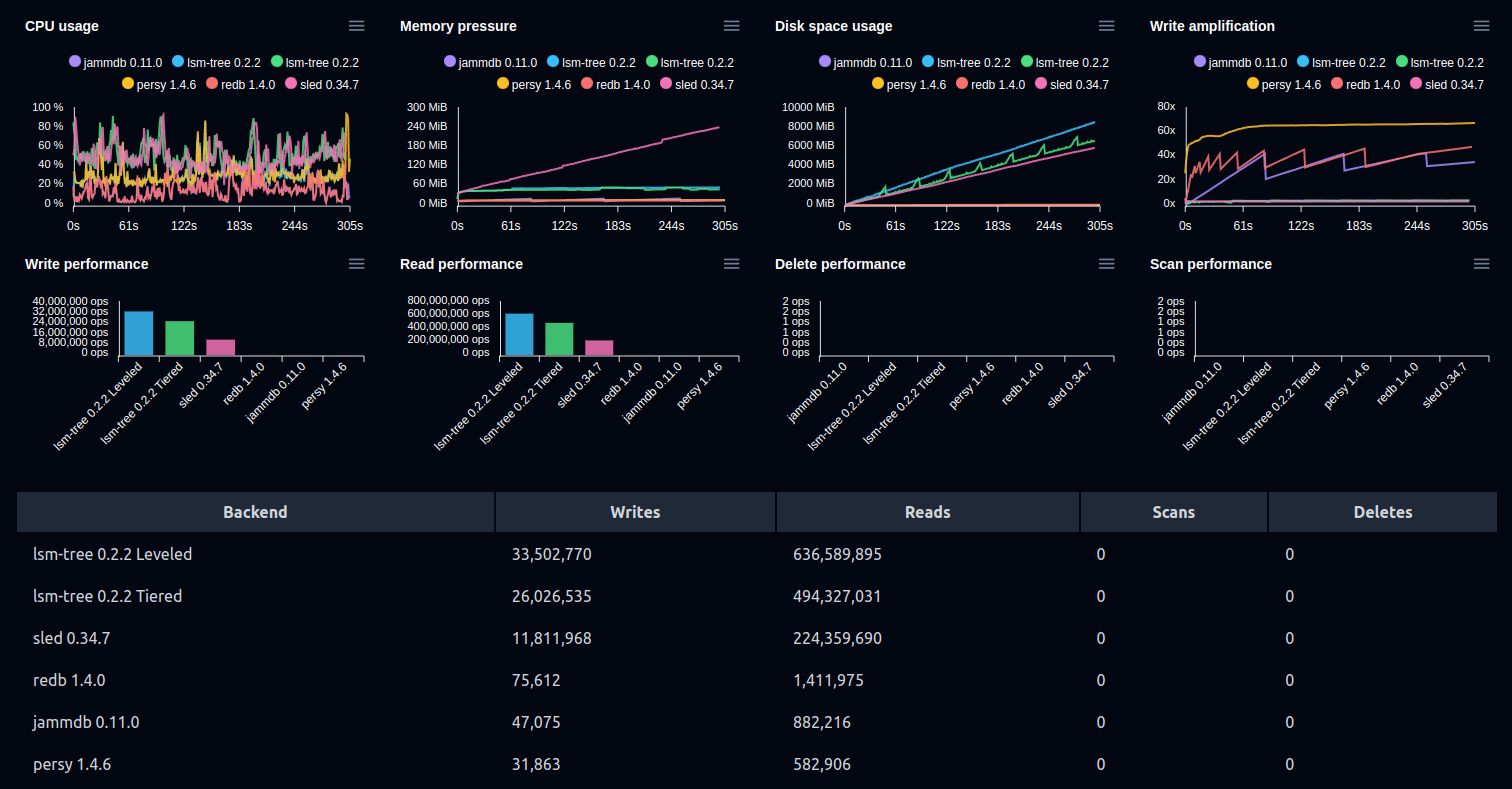 CPU usage
jammdb 0.11.0 lsm-tree 0.2.2 lsm-tree 0.2.2
persy 1.4.6 redb 1.4.0 sled 0.34.7
100 %
80 %
60 %
40 %
20 %
0 %
0s 61s 122s 183s 244s 305s
Memory pressure
jammdb 0.11.0 lsm-tree 0.2.2 lsm-tree 0.2.2
persy 1.4.6 redb 1.4.0 sled 0.34.7
300 MiB
240 MiB
180 MiB
120 MiB
60 MiB
0 MiB
0s 61s 122s 183s 244s 305s
Disk space usage
jammdb 0.11.0 lsm-tree 0.2.2 lsm-tree 0.2.2
persy 1.4.6 redb 1.4.0 sled 0.34.7
10000 MiB
8000 MiB
6000 MiB
4000 MiB
2000 MiB
0 MiB
0s 61s 122s 183s 244s 305s
Write amplification
jammdb 0.11.0 lsm-tree 0.2.2 lsm-tree 0.2.2
persy 1.4.6 redb 1.4.0 sled 0.34.7
80x
60x
40x
20x
0x
0s 61s 122s 183s 244s 305s
Write performance
40,000,000 ops
32,000,000 ops
24,000,000 ops
16,000,000 ops
8,000,000 ops
0 ops
lsm-tree 0.2.2 Leveled
lsm-tree 0.2.2 Tiered
sled 0.34.7
redb 1.4.0
jammdb 0.11.0
persy 1.4.6
Read performance
800,000,000 ops
600,000,000 ops
400,000,000 ops
200,000,000 ops
0 ops
lsm-tree 0.2.2 Leveled
lsm-tree 0.2.2 Tiered
sled 0.34.7
redb 1.4.0
jammdb 0.11.0
persy 1.4.6
Delete performance
2 ops
2 ops
1 ops
1 ops
0 ops
0 ops
jammdb 0.11.0
lsm-tree 0.2.2 Leveled
lsm-tree 0.2.2 Tiered
persy 1.4.6
redb 1.4.0
sled 0.34.7
Scan performance
2 ops
2 ops
1 ops
1 ops
0 ops
0 ops
jammdb 0.11.0
lsm-tree 0.2.2 Leveled
lsm-tree 0.2.2 Tiered
persy 1.4.6
redb 1.4.0
sled 0.34.7
Backend Writes Reads Scans Deletes
lsm-tree 0.2.2 Leveled 33,502,770 636,589,895 0 0
lsm-tree 0.2.2 Tiered 26,026,535 494,327,031 0 0
sled 0.34.7 11,811,968 224,359,690 0 0
redb 1.4.0 75,612 1,411,975 0 0
jammdb 0.11.0 47,075 882,216 0 0
persy 1.4.6 31,863 582,906 0 0